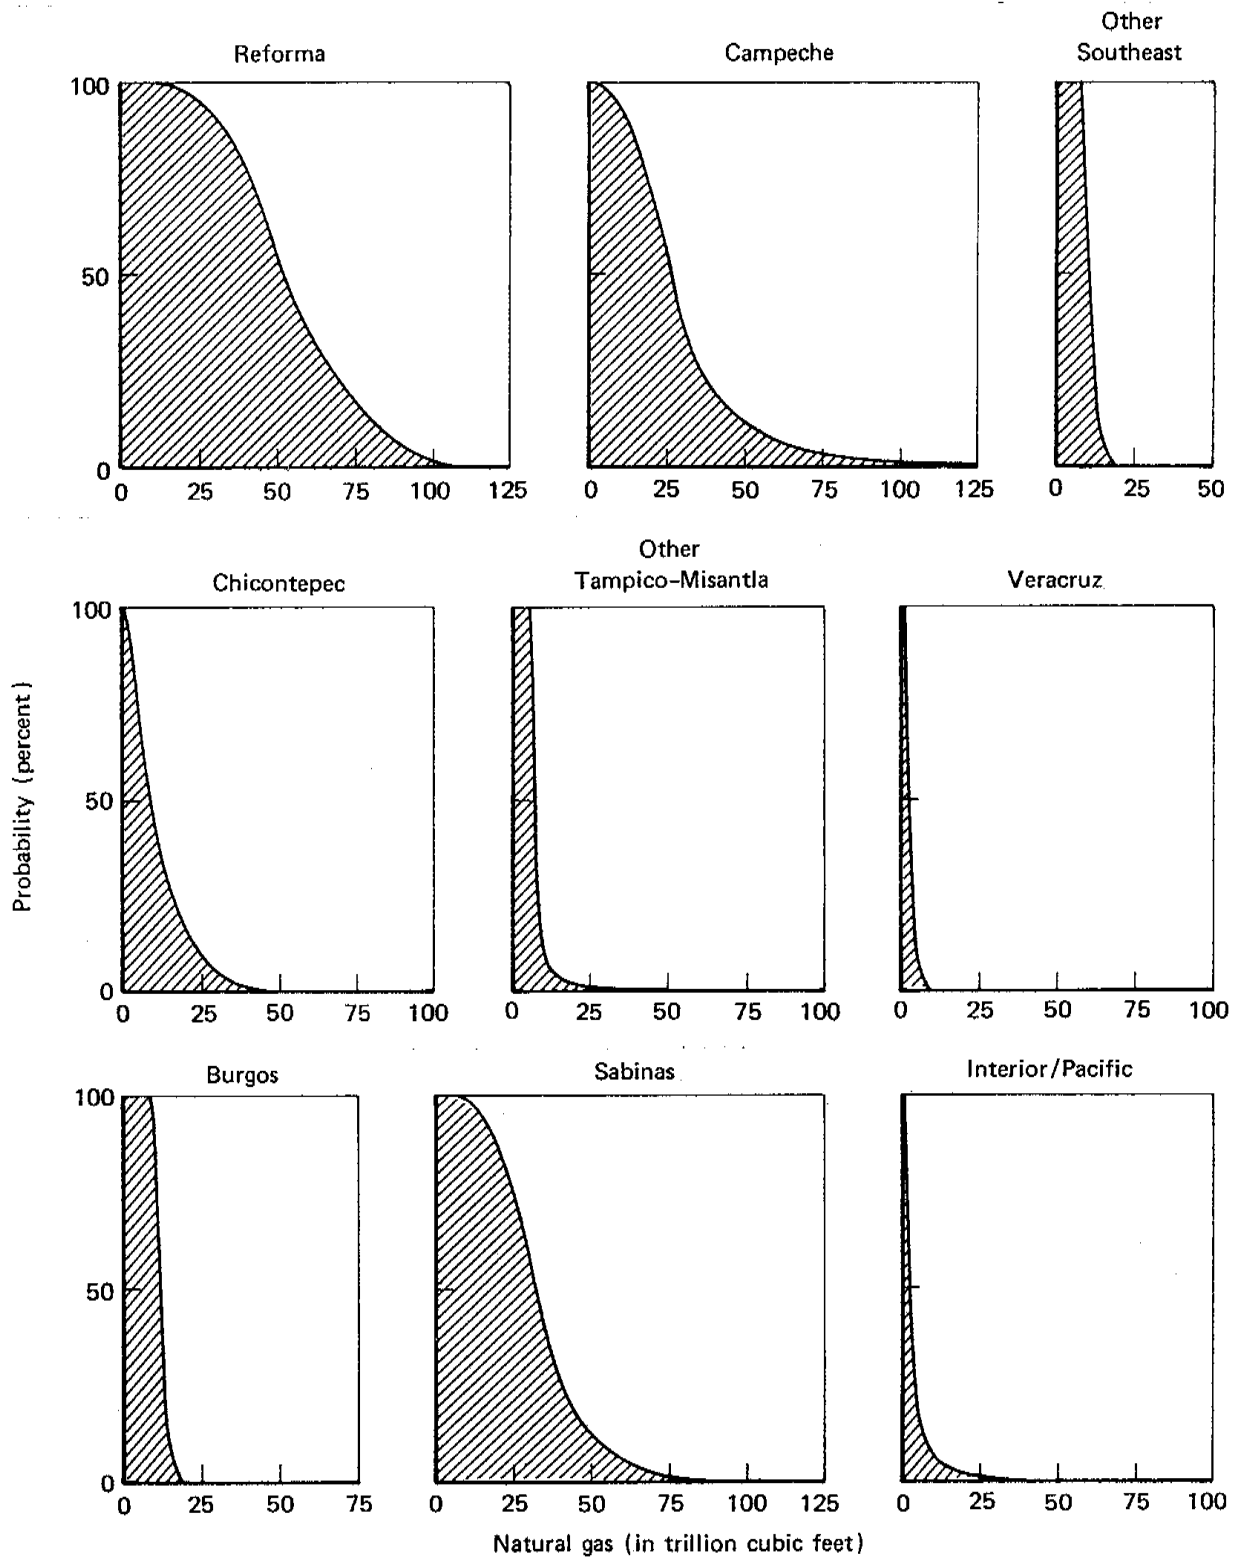 Reforma
Campeche
Other
Southeast
100
50
0
0 25 50 75 100 125
0 25 50 75 100 125
0 25 50
Chicontepec
Other
Tampico-Misantla
Veracruz
100
50
0
0 25 50 75 100
0 25 50 75 100
0 25 50 75 100
Probability (percent)
Burgos
Sabinas
Interior/Pacific
100
50
0
0 25 50 75
0 25 50 75 100 125
0 25 50 75 100
Natural gas (in trillion cubic feet)